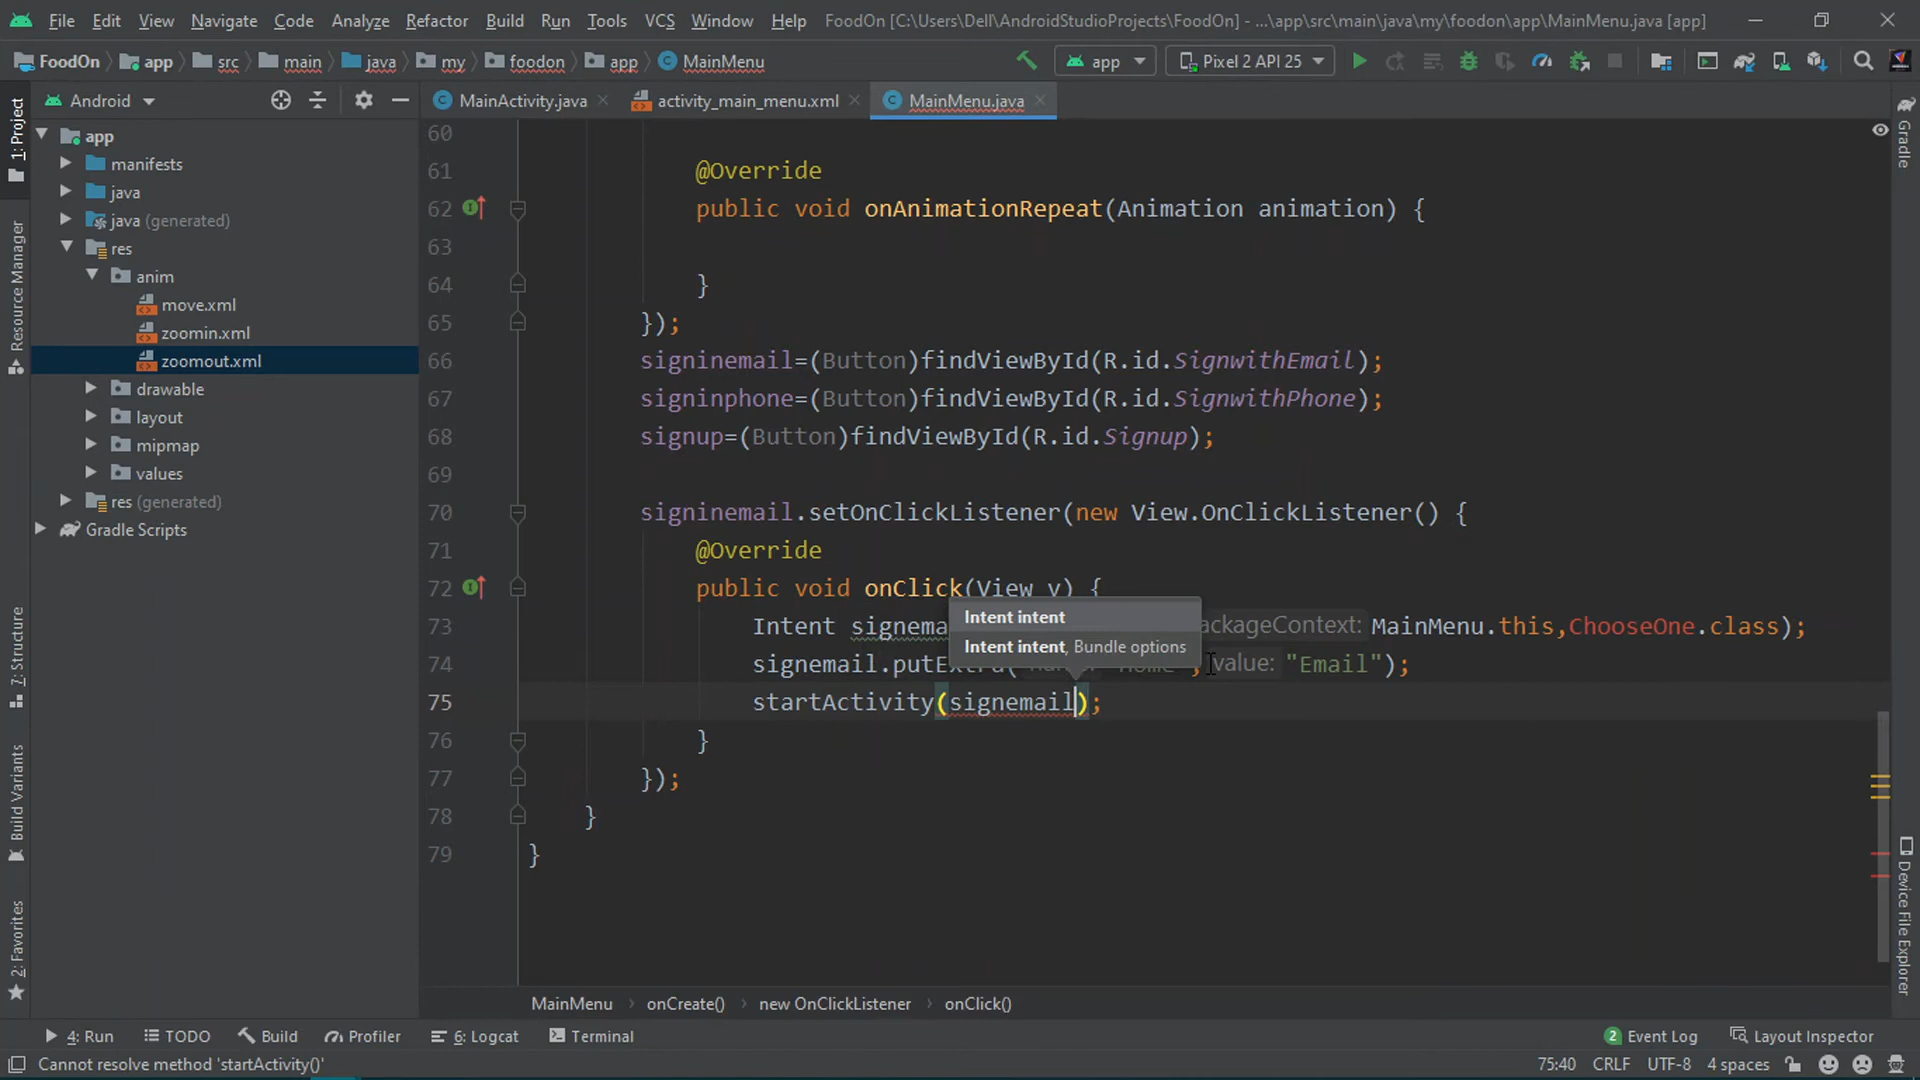 File Edit View Navigate Code Analyze Refactor Build Run Tools VCS Window Help FoodOn [C:\Users\Dell\AndroidStudioProjects\FoodOn] - ...\app\src\main\java\my\foodon\app\MainMenu.java [app]
FoodOn app src main java my foodon app MainMenu app Pixel 2 API 25
Android MainActivity.java activity_main_menu.xml MainMenu.java
1: Project
Resource Manager
7: Structure
Build Variants
2: Favorites
app
manifests
java
java (generated)
res
anim
move.xml
zoomin.xml
zoomout.xml
drawable
layout
mipmap
values
res (generated)
Gradle Scripts
60
61 @Override
62 public void onAnimationRepeat(Animation animation) {
63
64 }
65 });
66 signinemail=(Button)findViewById(R.id.SignwithEmail);
67 signinphone=(Button)findViewById(R.id.SignwithPhone);
68 signup=(Button)findViewById(R.id.Signup);
69
70 signinemail.setOnClickListener(new View.OnClickListener() {
71 @Override
72 public void onClick(View v) {
Intent intent
Intent intent, Bundle options
73 Intent signema ackageContext: MainMenu.this,ChooseOne.class);
74 signemail.putExtra( "Home", value: "Email");
75 startActivity(signemail);
76 }
77 });
78 }
79 }
Gradle
Device File Explorer
MainMenu onCreate() new OnClickListener onClick()
4: Run TODO Build Profiler 6: Logcat Terminal 2 Event Log Layout Inspector
Cannot resolve method 'startActivity()' 75:40 CRLF UTF-8 4 spaces